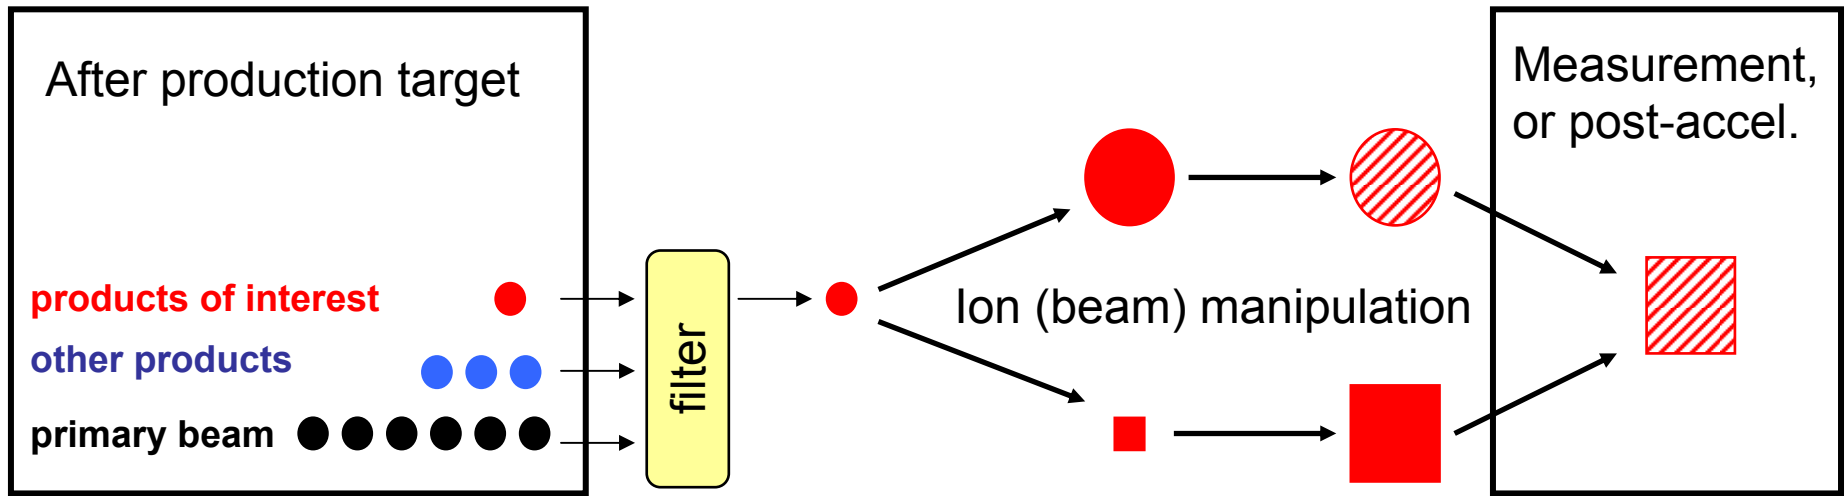 After production target
products of interest
other products
primary beam
filter
Ion (beam) manipulation
Measurement,
or post-accel.